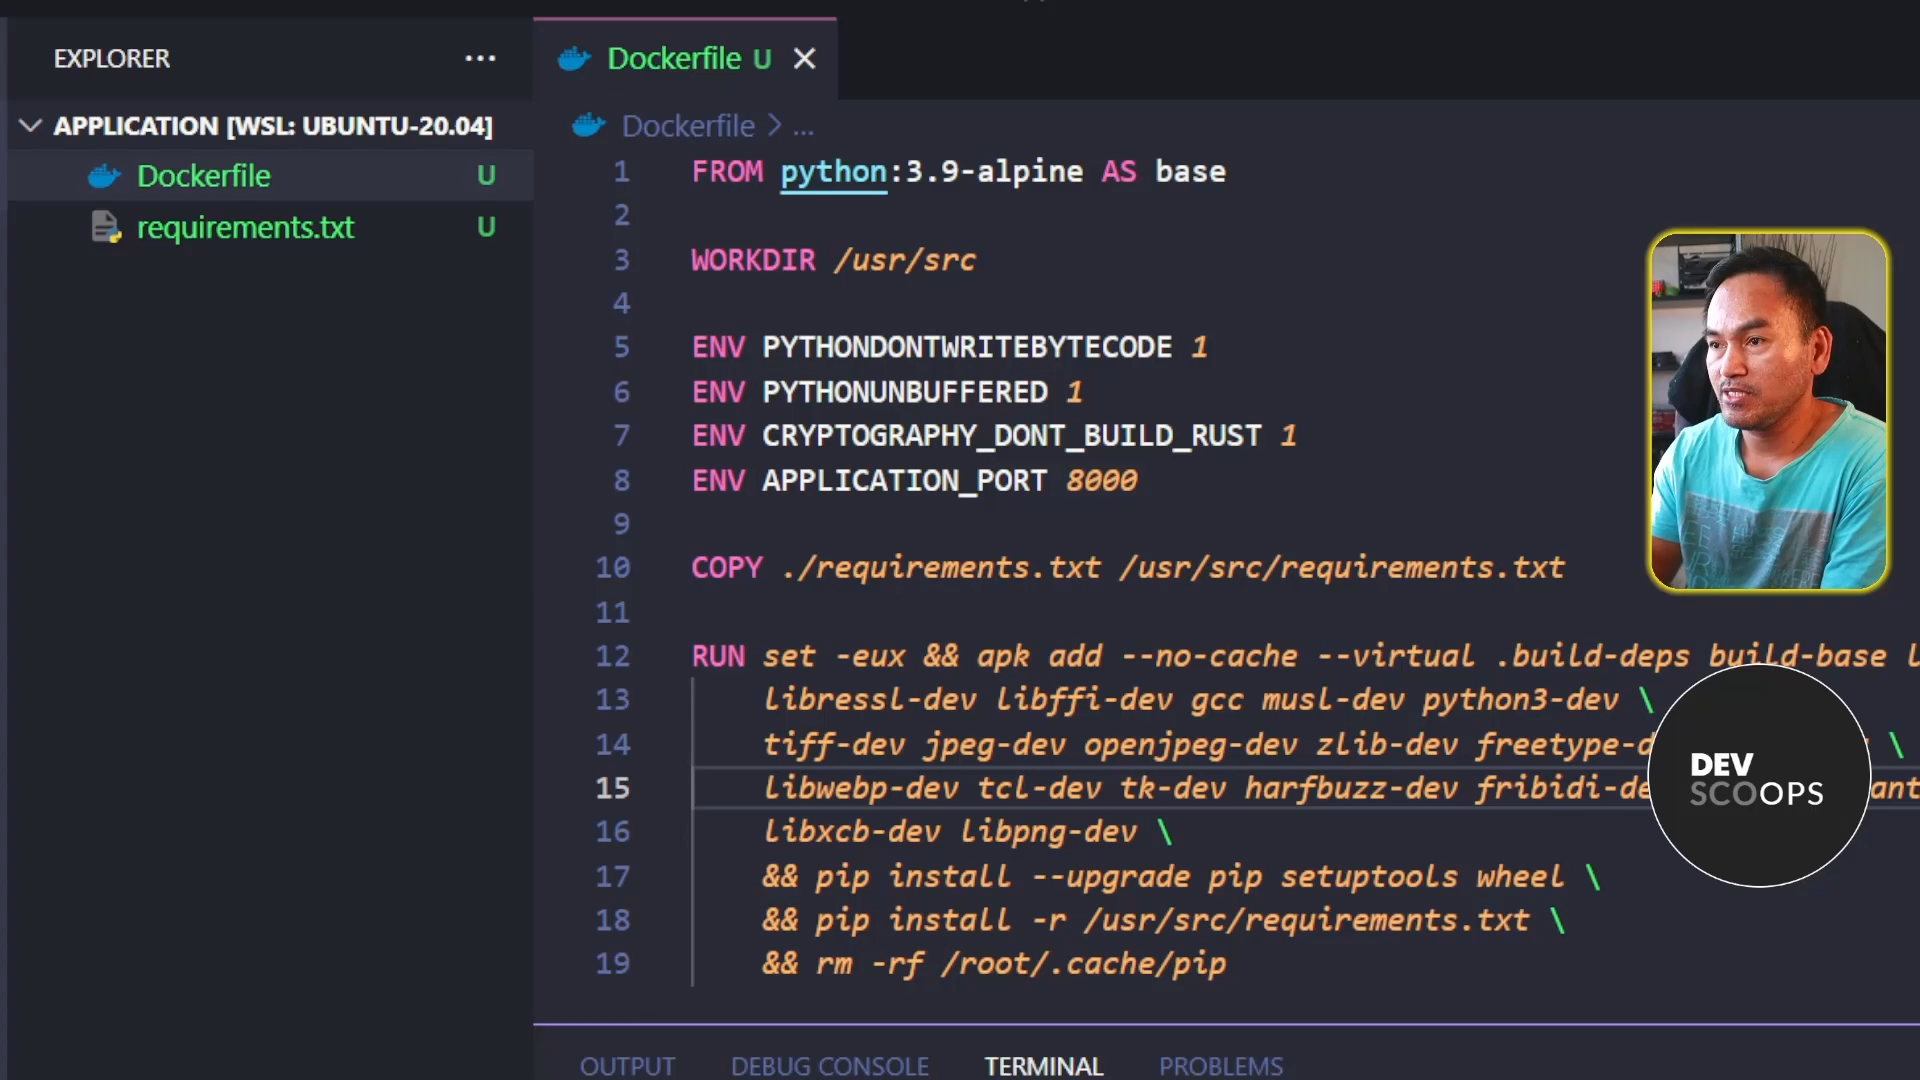 EXPLORER
APPLICATION [WSL: UBUNTU-20.04]
Dockerfile U
requirements.txt U
Dockerfile U
Dockerfile > ...
1 FROM python:3.9-alpine AS base
2
3 WORKDIR /usr/src
4
5 ENV PYTHONDONTWRITEBYTECODE 1
6 ENV PYTHONUNBUFFERED 1
7 ENV CRYPTOGRAPHY_DONT_BUILD_RUST 1
8 ENV APPLICATION_PORT 8000
9
10 COPY ./requirements.txt /usr/src/requirements.txt
11
12 RUN set -eux && apk add --no-cache --virtual .build-deps build-base
13 libressl-dev libffi-dev gcc musl-dev python3-dev \
14 tiff-dev jpeg-dev openjpeg-dev zlib-dev freetype-d \
15 libwebp-dev tcl-dev tk-dev harfbuzz-dev fribidi-de
16 libxcb-dev libpng-dev \
17 && pip install --upgrade pip setuptools wheel \
18 && pip install -r /usr/src/requirements.txt \
19 && rm -rf /root/.cache/pip
DEV
SCOOPS
OUTPUT DEBUG CONSOLE TERMINAL PROBLEMS